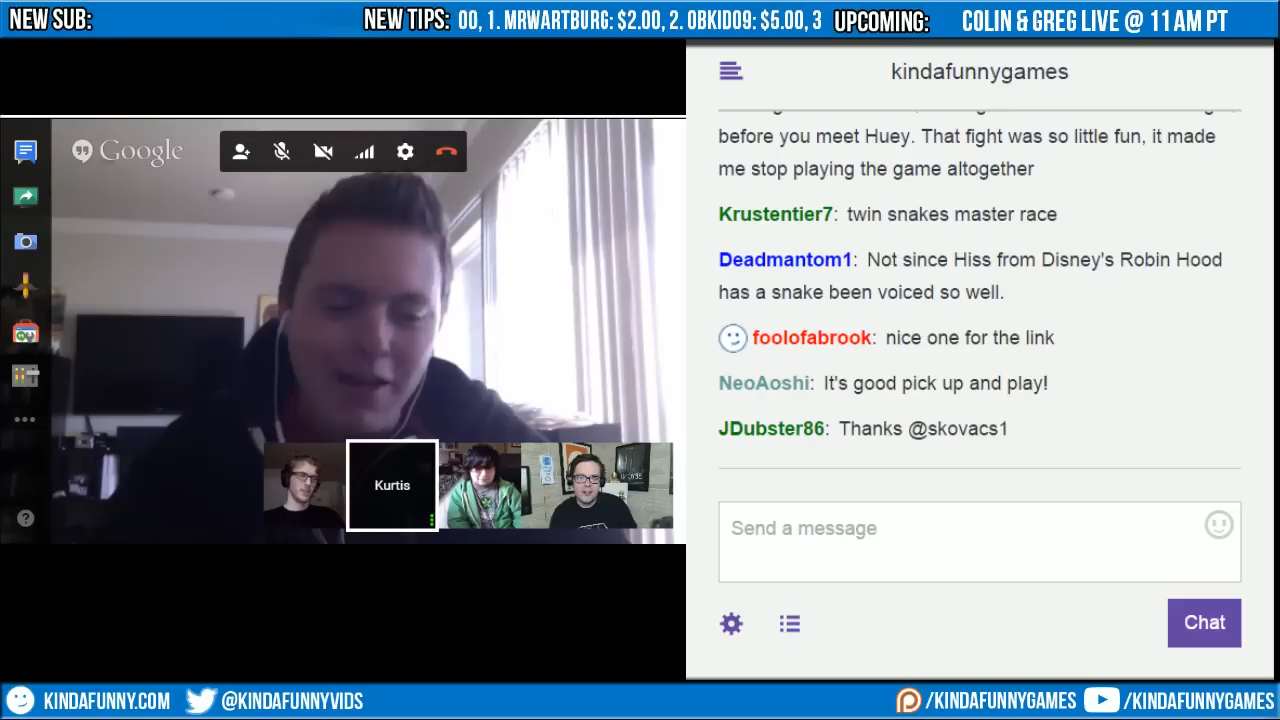 NEW SUB:
NEW TIPS: 00, 1. MRWARTBURG: $2.00, 2. OBKID09: $5.00, 3
UPCOMING: COLIN & GREG LIVE @ 11 AM PT
Google
Kurtis
kindafunnygames
before you meet Huey. That fight was so little fun, it made
me stop playing the game altogether
Krustentier7: twin snakes master race
Deadmantom1: Not since Hiss from Disney's Robin Hood
has a snake been voiced so well.
foolofabrook: nice one for the link
NeoAoshi: It's good pick up and play!
JDubster86: Thanks @skovacs1
Send a message
Chat
KINDAFUNNY.COM
@KINDAFUNNYVIDS
/KINDAFUNNYGAMES
/KINDAFUNNYGAMES